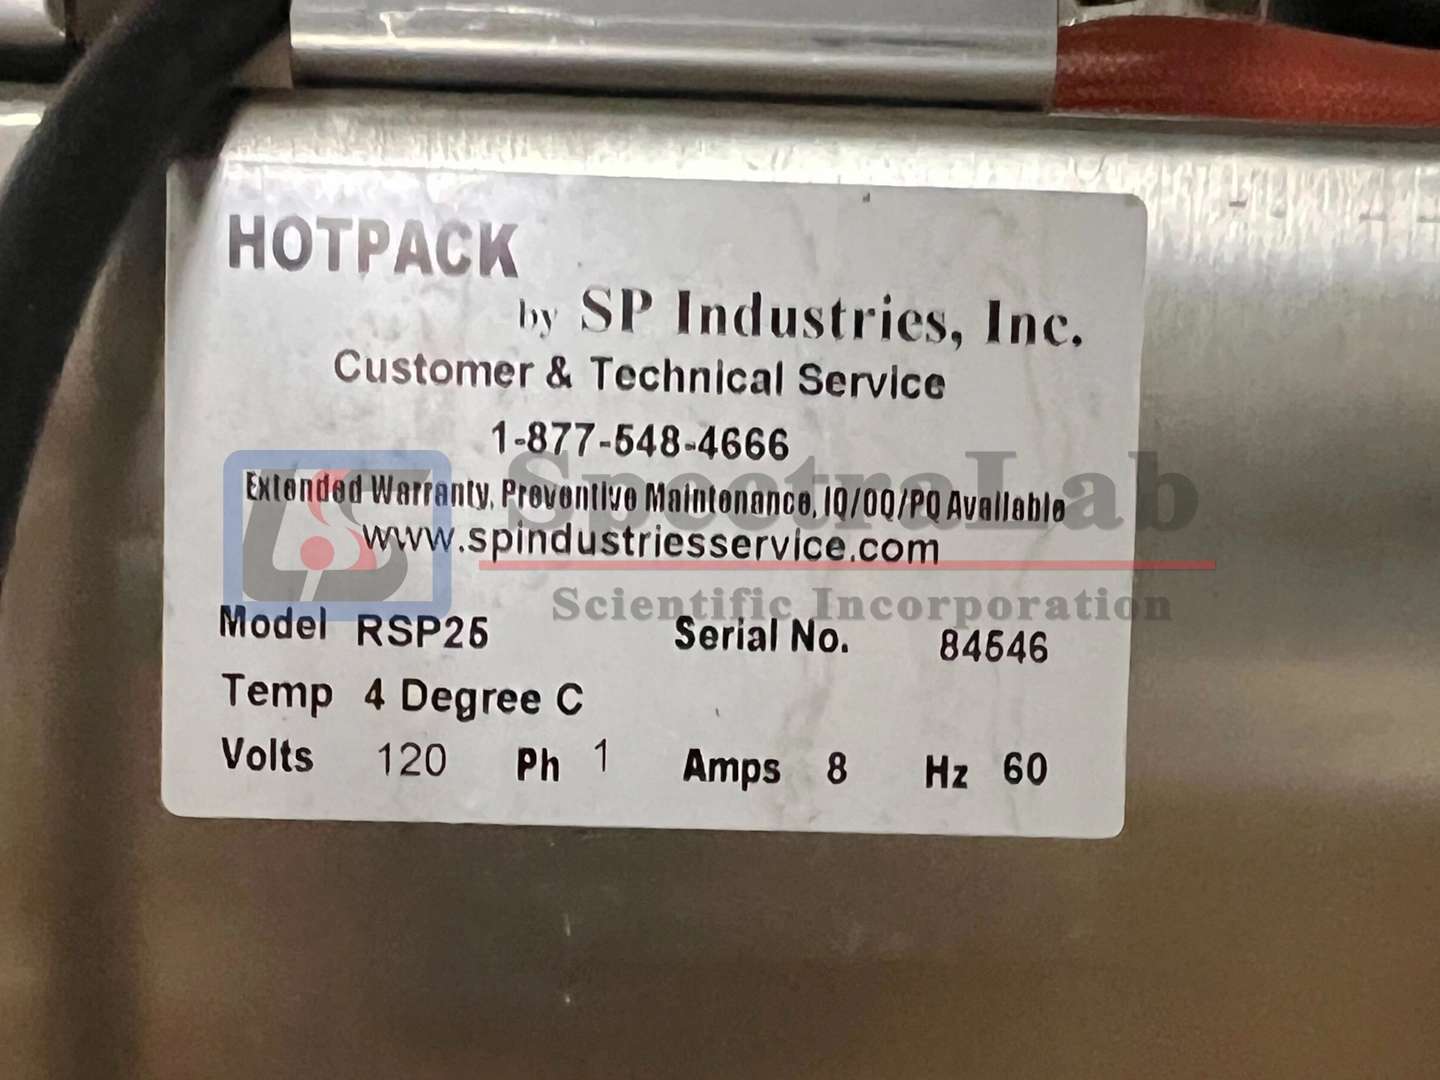 HOTPACK
by SP Industries, Inc.
Customer & Technical Service
1-877-548-4666
Extended Warranty, Preventive Maintenance, IQ/OQ/PQ Available
www.spindustriesservice.com
SpectraLab
Scientific Incorporation
Model RSP25 Serial No. 84546
Temp 4 Degree C
Volts 120 Ph 1 Amps 8 Hz 60